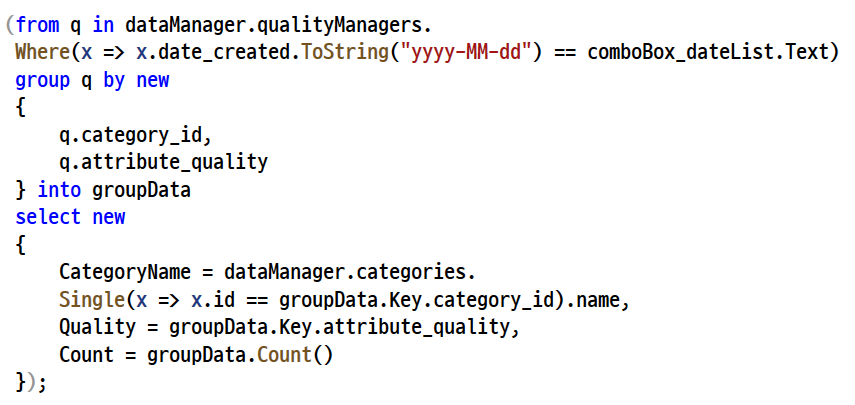 (from q in dataManager.qualityManagers.
Where(x => x.date_created.ToString("yyyy-MM-dd") == comboBox_dateList.Text)
group q by new
{
q.category_id,
q.attribute_quality
} into groupData
select new
{
CategoryName = dataManager.categories.
Single(x => x.id == groupData.Key.category_id).name,
Quality = groupData.Key.attribute_quality,
Count = groupData.Count()
});